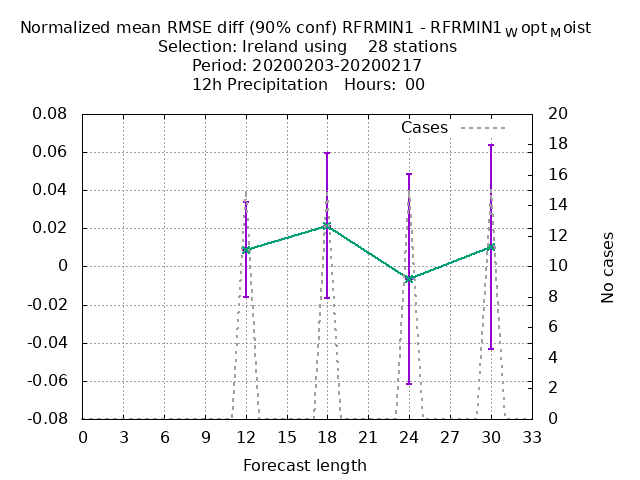 Normalized mean RMSE diff (90% conf) RFRMIN1 - RFRMIN1WoptMoist
Selection: Ireland using    28 stations
Period: 20200203-20200217
12h Precipitation   Hours:  00
Cases
0.08
0.06
0.04
0.02
0
-0.02
-0.04
-0.06
-0.08
20
18
16
14
12
10
8
6
4
2
0
No cases
0 3 6 9 12 15 18 21 24 27 30 33
Forecast length